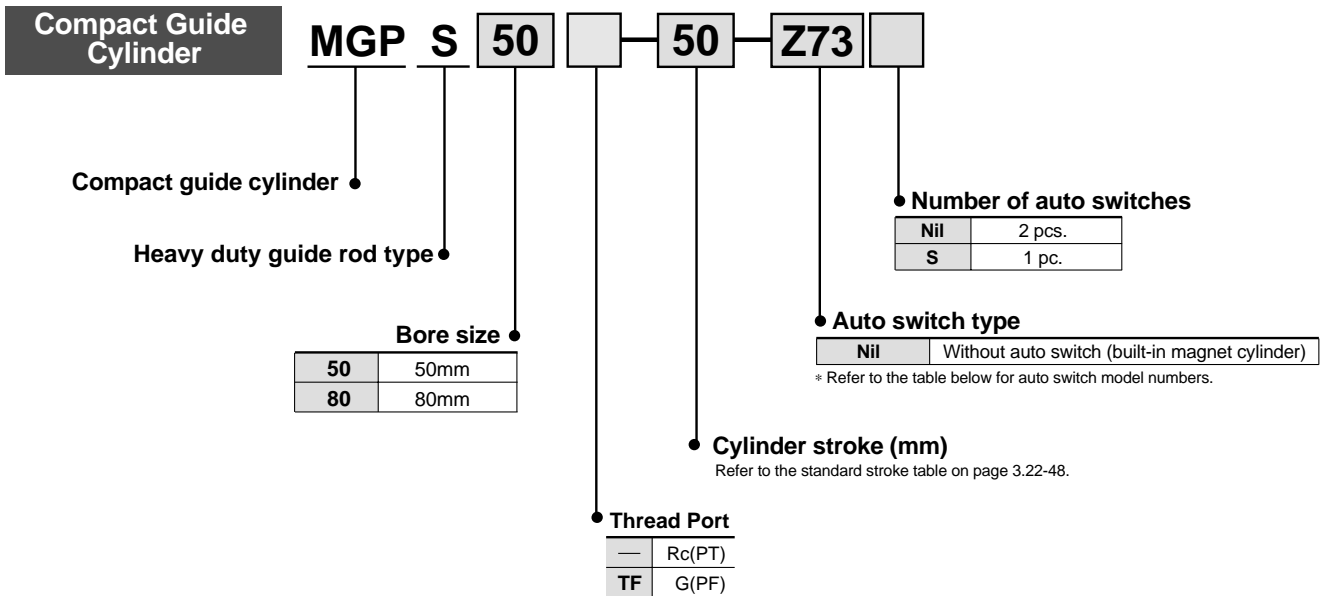 Compact Guide
Cylinder
MGP S 50 50 Z73
Compact guide cylinder
Heavy duty guide rod type
Number of auto switches
Nil 2 pcs.
S 1 pc.
Bore size
50 50mm
80 80mm
Auto switch type
Nil Without auto switch (built-in magnet cylinder)
∗ Refer to the table below for auto switch model numbers.
Cylinder stroke (mm)
Refer to the standard stroke table on page 3.22-48.
Thread Port
— Rc(PT)
TF G(PF)